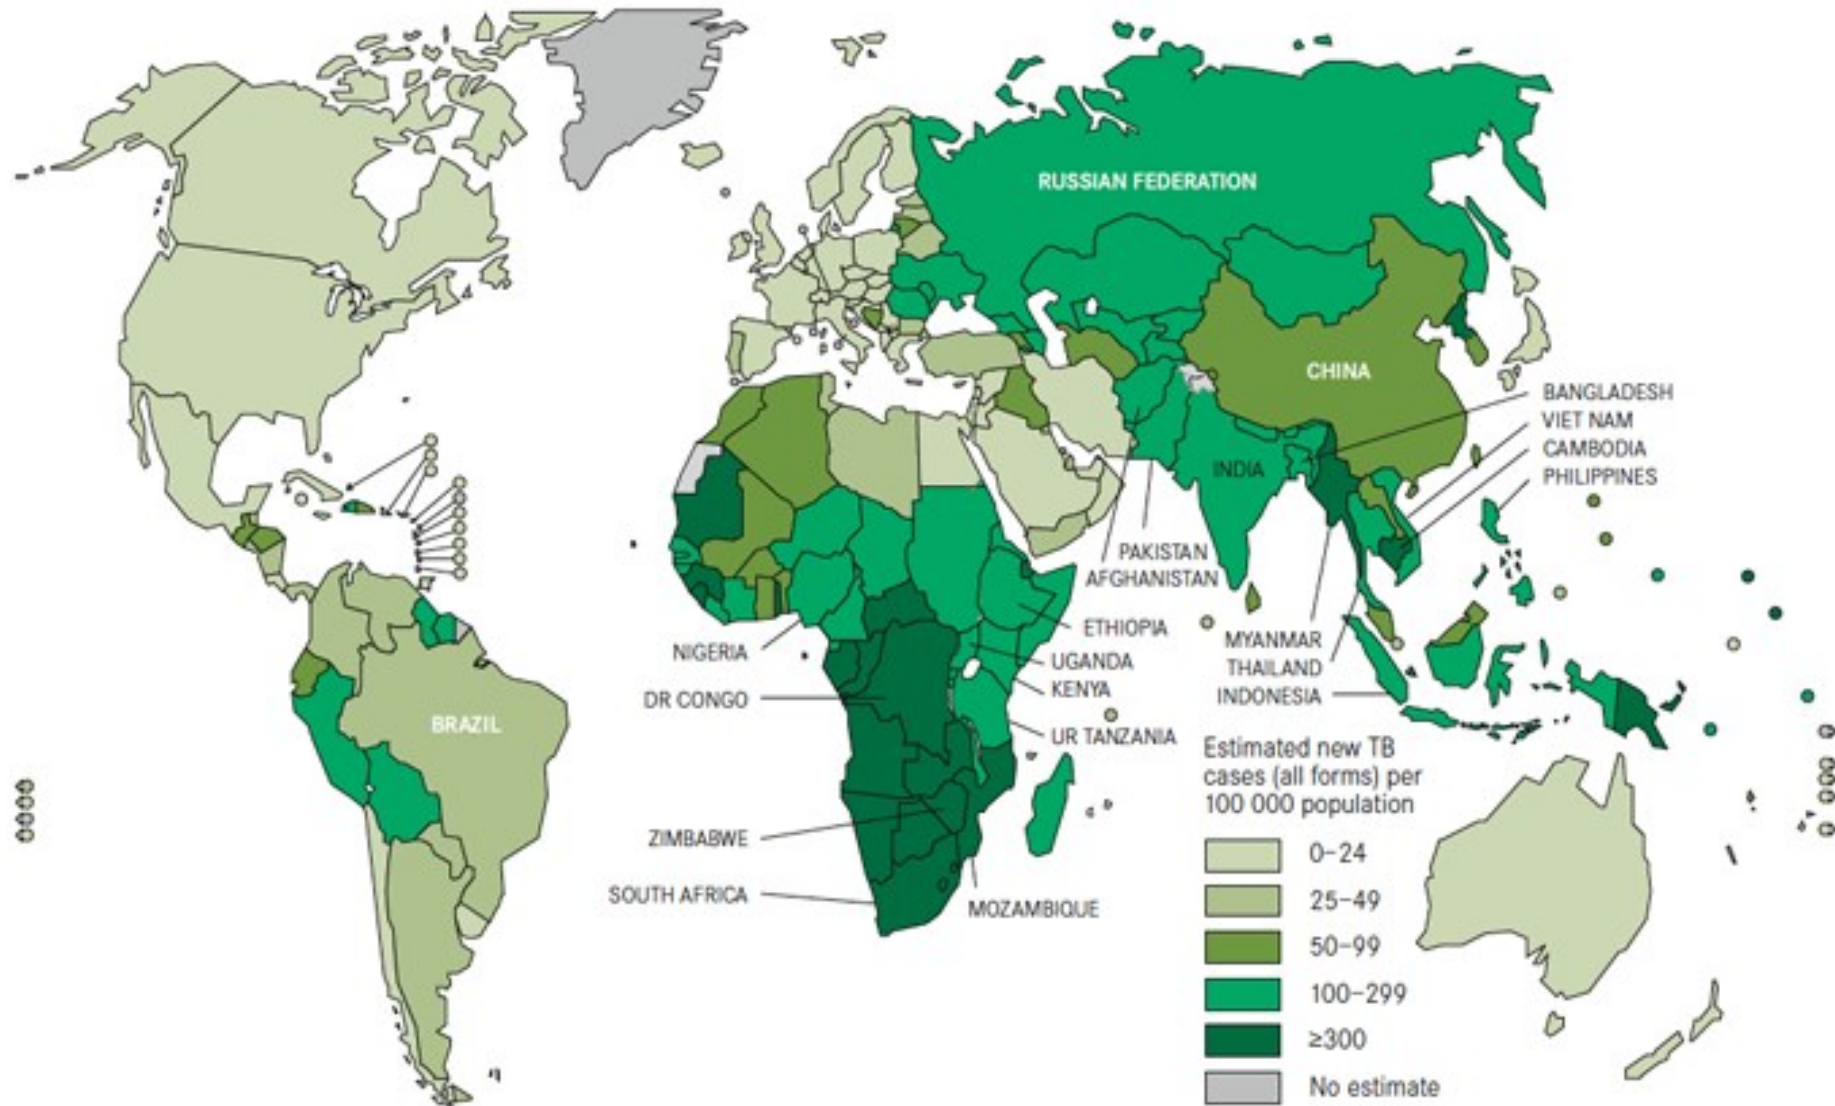 RUSSIAN FEDERATION
CHINA
BANGLADESH
VIET NAM
CAMBODIA
PHILIPPINES
INDIA
PAKISTAN
AFGHANISTAN
ETHIOPIA
NIGERIA
UGANDA
KENYA
DR CONGO
UR TANZANIA
MYANMAR
THAILAND
INDONESIA
BRAZIL
ZIMBABWE
SOUTH AFRICA
MOZAMBIQUE
Estimated new TB
cases (all forms) per
100 000 population
0–24
25–49
50–99
100–299
≥300
No estimate